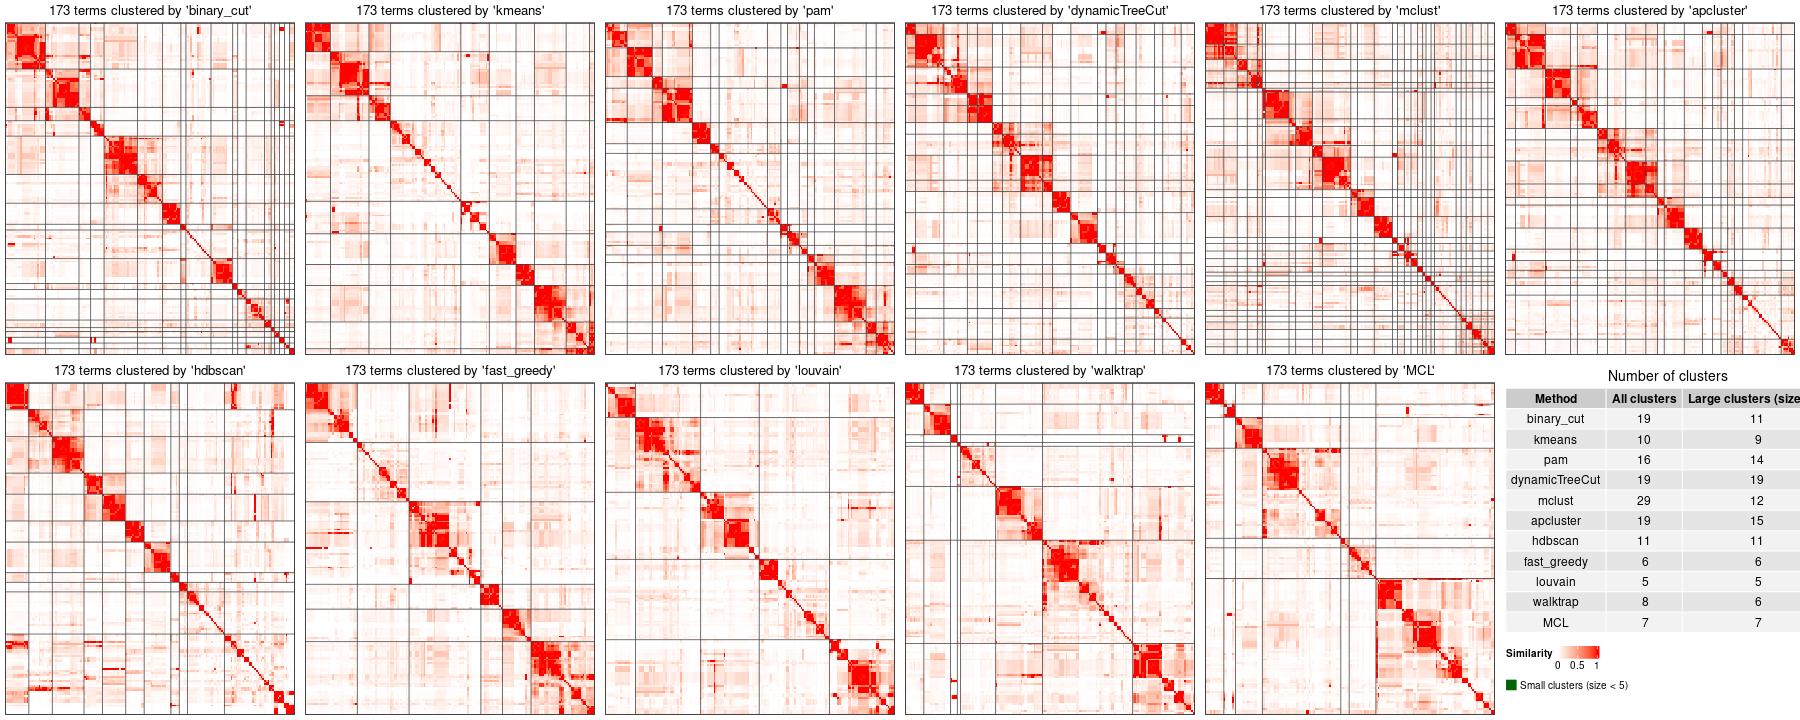 173 terms clustered by 'binary_cut'
173 terms clustered by 'kmeans'
173 terms clustered by 'pam'
173 terms clustered by 'dynamicTreeCut'
173 terms clustered by 'mclust'
173 terms clustered by 'apcluster'
173 terms clustered by 'hdbscan'
173 terms clustered by 'fast_greedy'
173 terms clustered by 'louvain'
173 terms clustered by 'walktrap'
173 terms clustered by 'MCL'
Number of clusters
Method All clusters Large clusters (size
binary_cut 19 11
kmeans 10 9
pam 16 14
dynamicTreeCut 19 19
mclust 29 12
apcluster 19 15
hdbscan 11 11
fast_greedy 6 6
louvain 5 5
walktrap 8 6
MCL 7 7
Similarity
0 0.5 1
Small clusters (size < 5)